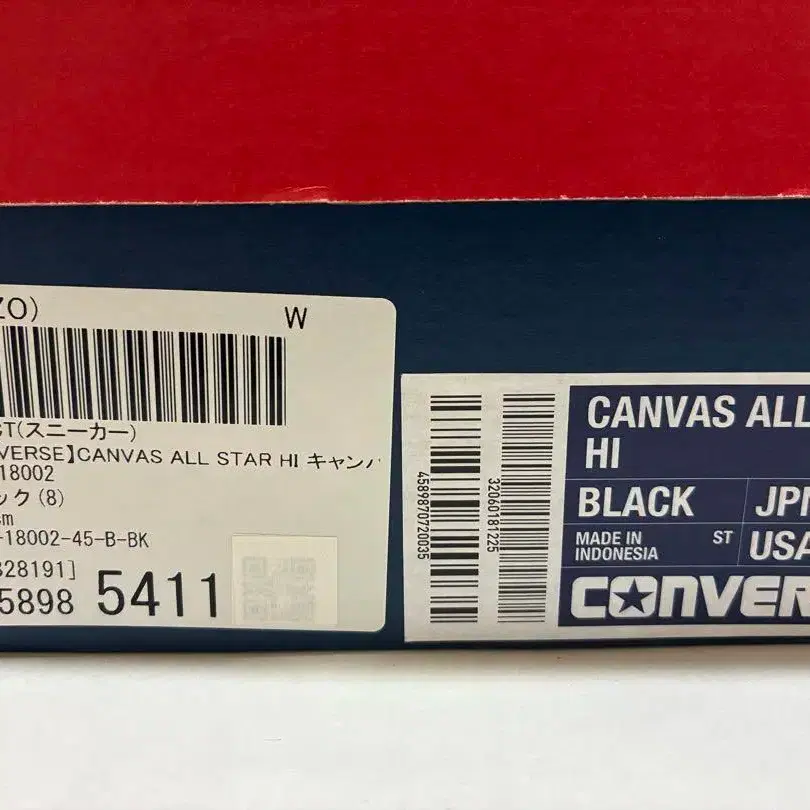 ZO)
W
CT(スニーカー)
VERSE】CANVAS ALL STAR HI キャンバ
18002
ック(8)
cm
-18002-45-B-BK
328191]
5898 5411
4589870720035
32060181225
CANVAS ALL
HI
BLACK
JPN
MADE IN
INDONESIA
ST
USA
CONVER